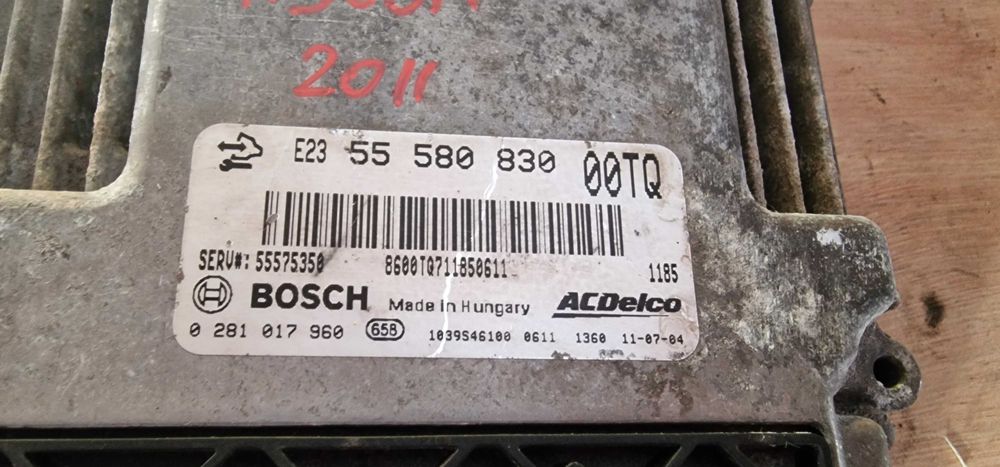 2011
E23 55 580 830 00TQ
SERV#: 55575350 8600TQ711850611 1185
BOSCH Made in Hungary ACDelco
0 281 017 960 658 1039S46100 0611 1360 11-07-04